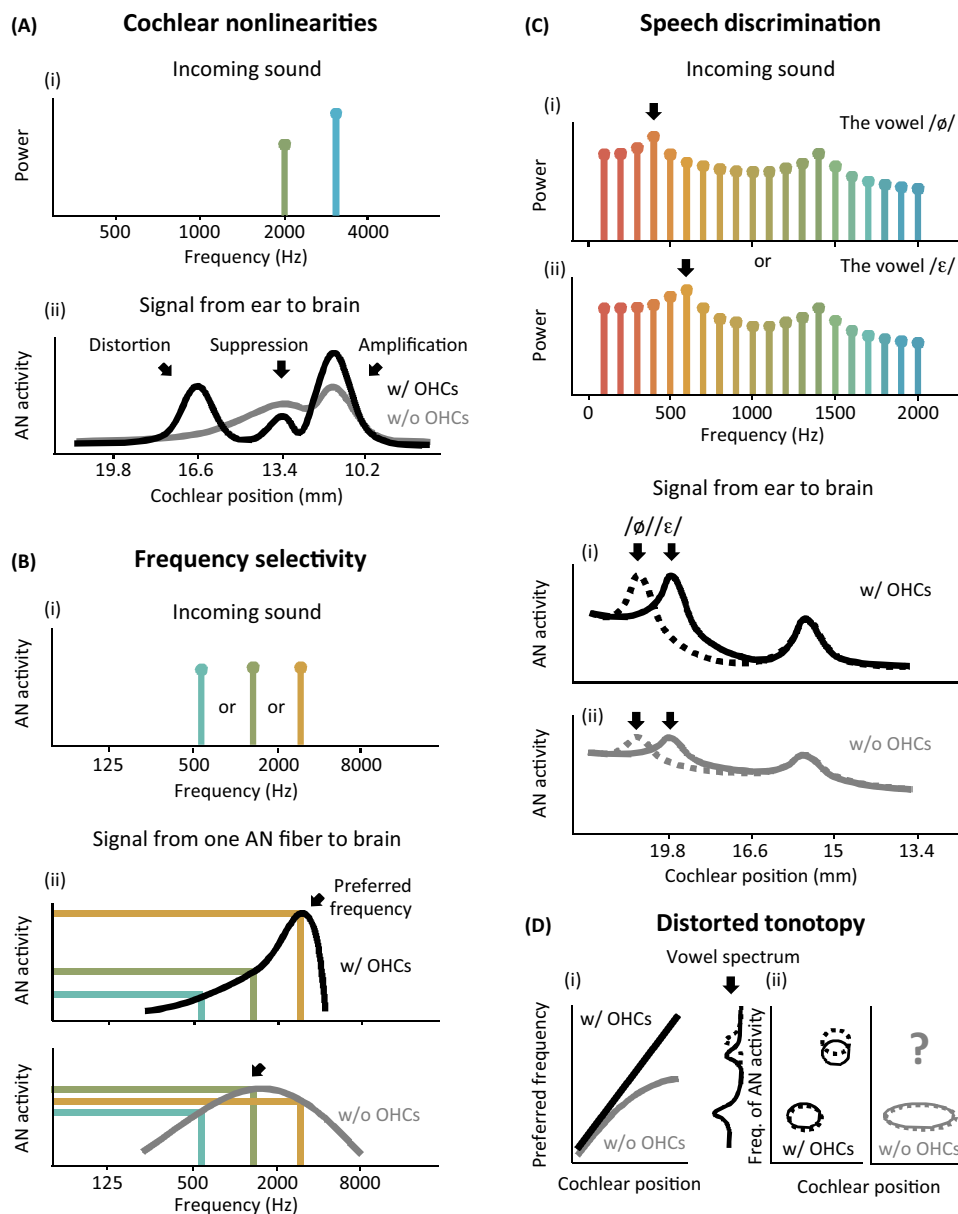 (A) Cochlear nonlinearities
(i) Incoming sound
Power
500 1000 2000 4000
Frequency (Hz)
(ii) Signal from ear to brain
Distortion Suppression Amplification
w/ OHCs
w/o OHCs
AN activity
19.8 16.6 13.4 10.2
Cochlear position (mm)
(B) Frequency selectivity
(i) Incoming sound
AN activity
or or
125 500 2000 8000
Frequency (Hz)
Signal from one AN fiber to brain
(ii)
Preferred
frequency
AN activity
w/ OHCs
AN activity
w/o OHCs
125 500 2000 8000
Frequency (Hz)
(C) Speech discrimination
Incoming sound
(i) The vowel /ø/
Power
or
(ii) The vowel /ε/
Power
0 500 1000 1500 2000
Frequency (Hz)
Signal from ear to brain
/ø/ /ε/
(i)
w/ OHCs
AN activity
(ii)
w/o OHCs
AN activity
19.8 16.6 15 13.4
Cochlear position (mm)
(D) Distorted tonotopy
Vowel spectrum
(i)
w/ OHCs
Preferred frequency
w/o OHCs
Cochlear position
(ii)
Freq. of AN activity
?
w/ OHCs w/o OHCs
Cochlear position